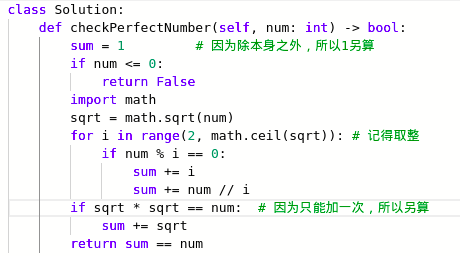 class Solution:
    def checkPerfectNumber(self, num: int) -> bool:
        sum = 1         # 因为除本身之外，所以1另算
        if num <= 0:
            return False
        import math
        sqrt = math.sqrt(num)
        for i in range(2, math.ceil(sqrt)): # 记得取整
            if num % i == 0:
                sum += i
                sum += num // i
        if sqrt * sqrt == num:  # 因为只能加一次，所以另算
            sum += sqrt
        return sum == num